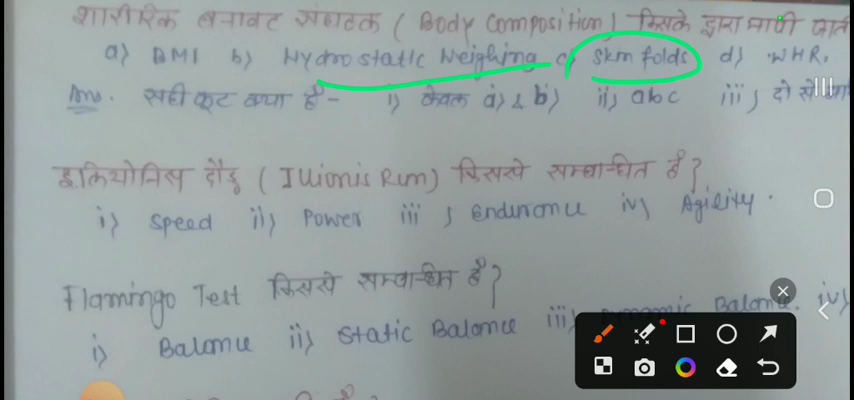 शारीरिक बनावट संघटक ( Body Composition ) किसके द्वारा मापी जाती
a) BMI b) Hydrostatic Weighing c) Skin folds d) WHR.
Ans. सही कूट क्या है - i) केवल a) & b) ii) abc iii) दो से
इलियोनिस दौड़ ( Illionis Run) किससे सम्बन्धित है ?
i) Speed ii) Power iii) Endurance iv) Agility .
Flamingo Test किससे सम्बन्धित है ?
i) Balance ii) Static Balance iii) Dynamic Balance. iv)